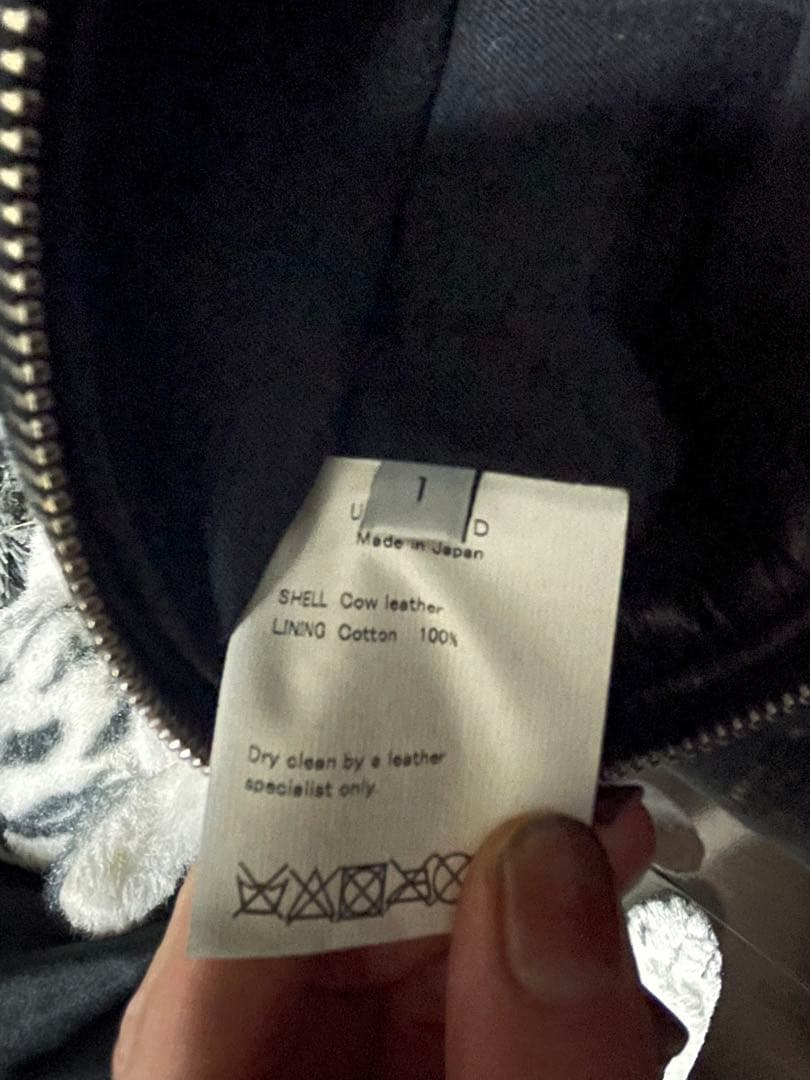 1
U D
Made in Japan
SHELL Cow leather
LINING Cotton 100%
Dry clean by a leather
specialist only.